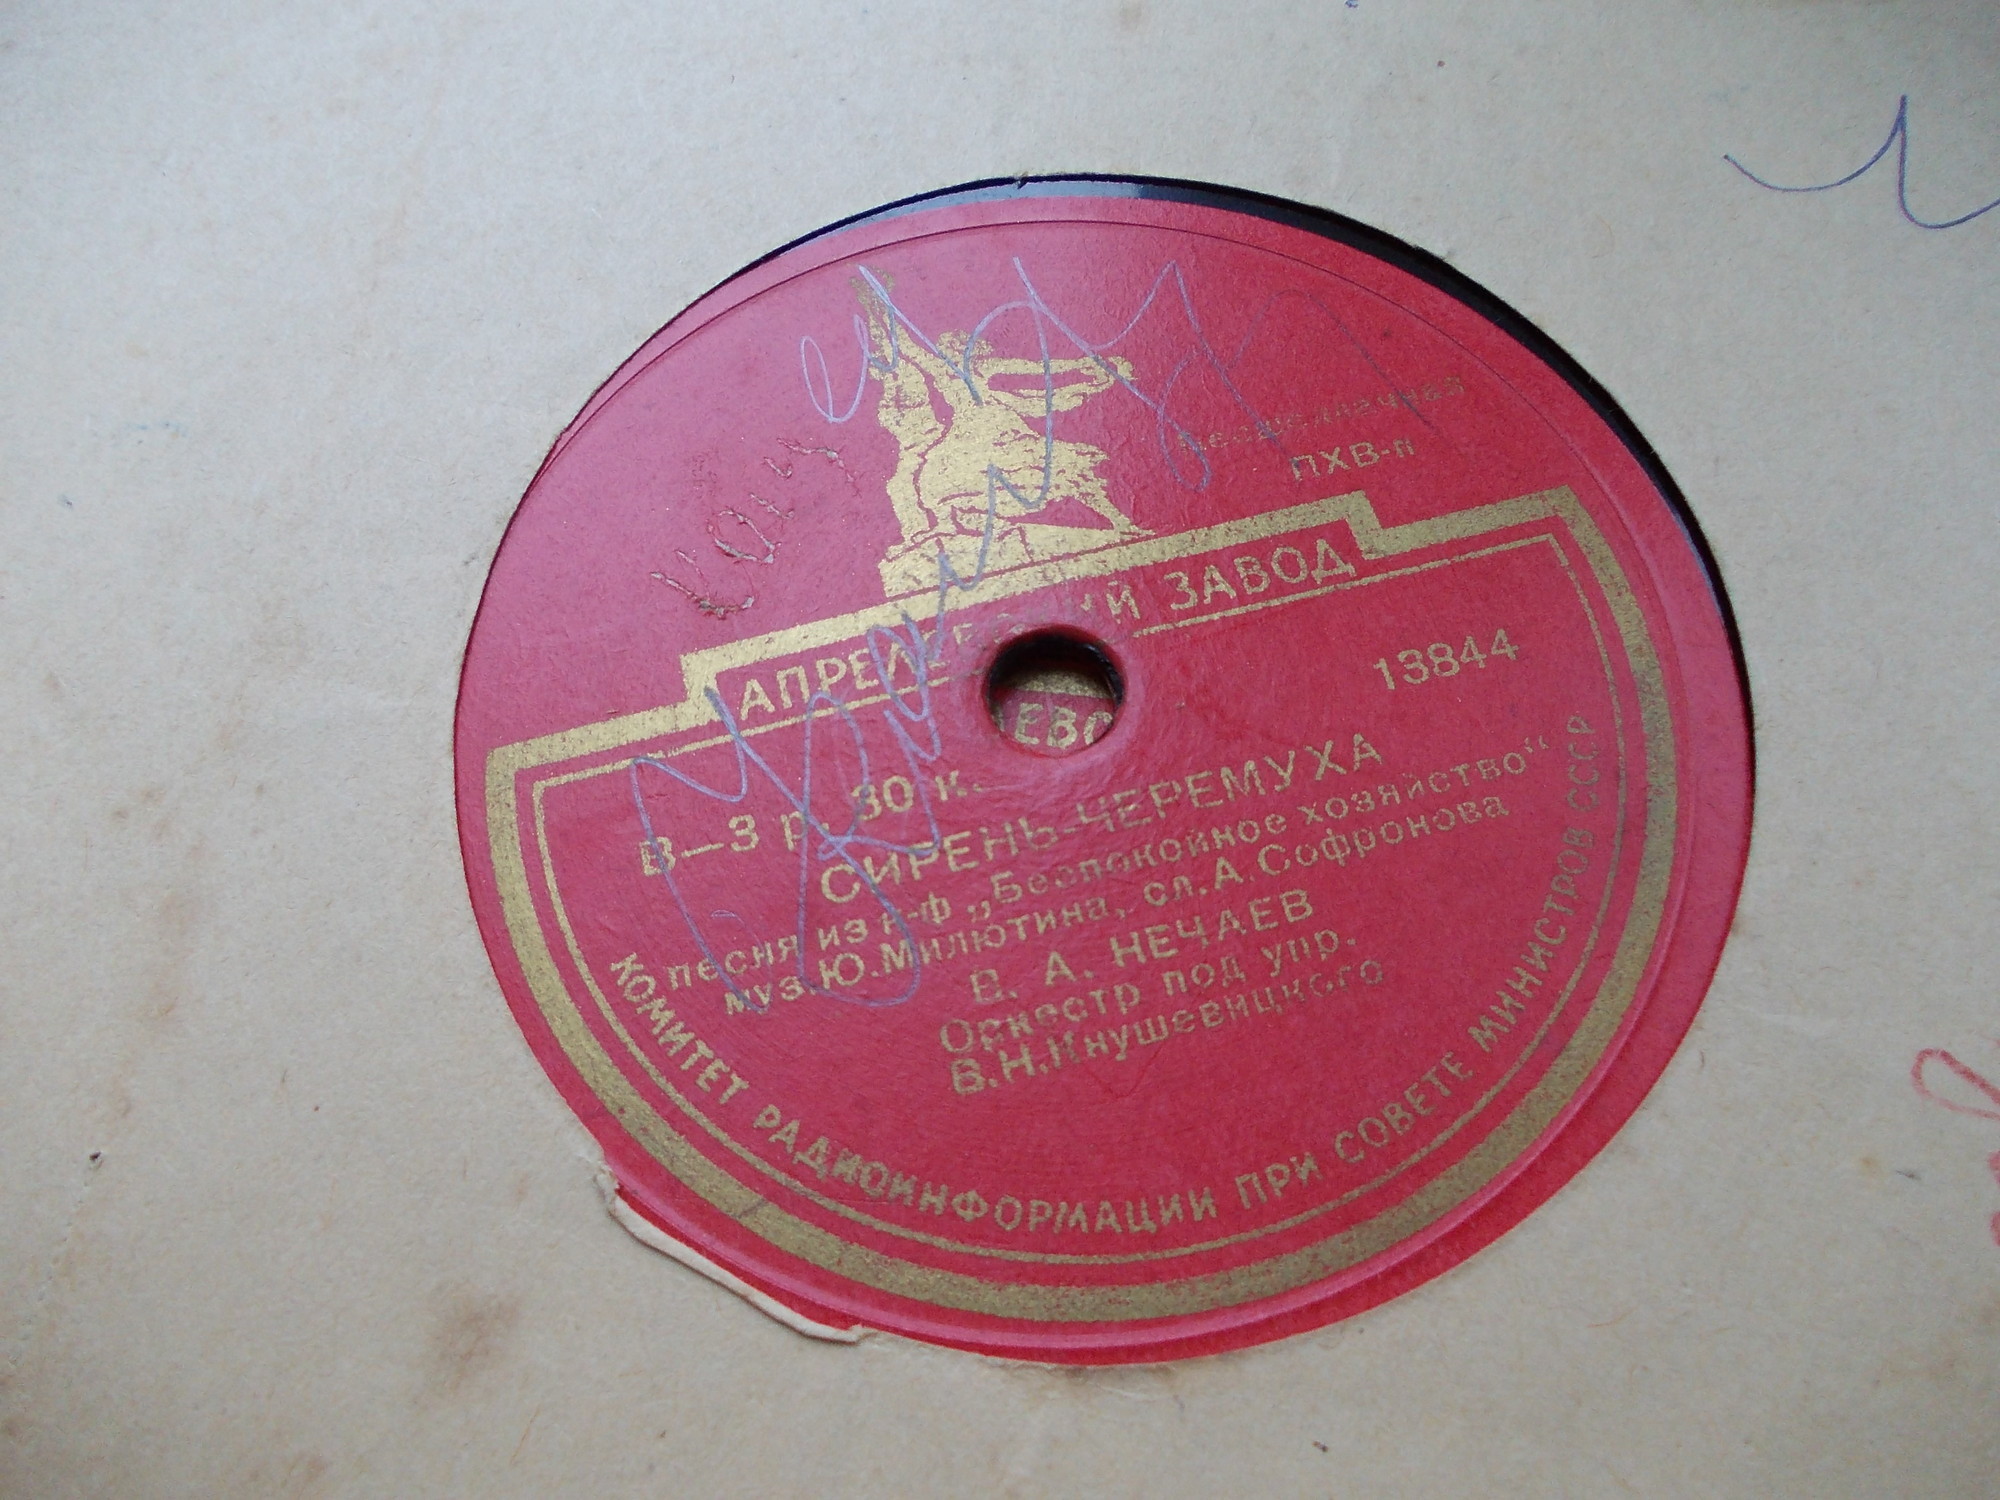 ПХВ-п
АПРЕЛЕВСКИЙ ЗАВОД
13844
В—3 р. 30 к.
СИРЕНЬ-ЧЕРЕМУХА
песня из к-ф „Беспокойное хозяйство“
муз.Ю.Милютина, сл.А.Софронова
В. А. НЕЧАЕВ
Оркестр под упр.
В.Н.Кнушевицкого
КОМИТЕТ РАДИОИНФОРМАЦИИ ПРИ СОВЕТЕ МИНИСТРОВ СССР